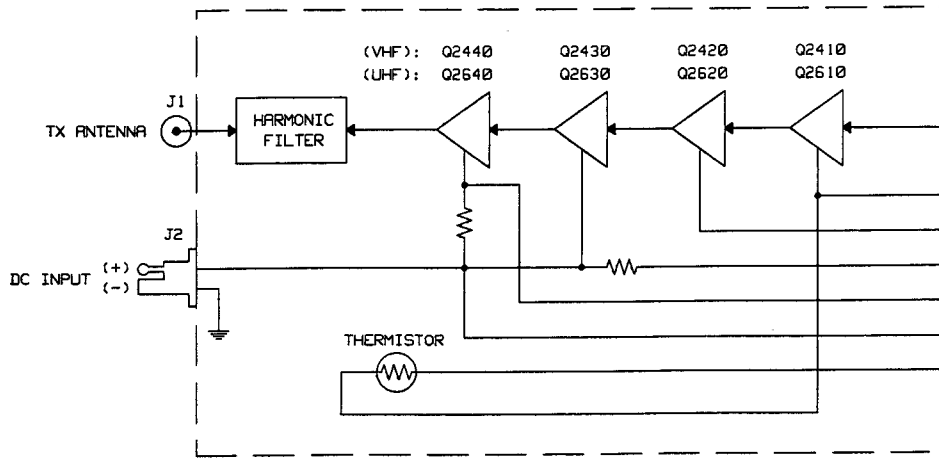 (VHF): Q2440 Q2430 Q2420 Q2410
(UHF): Q2640 Q2630 Q2620 Q2610
J1
TX ANTENNA
HARMONIC
FILTER
J2
DC INPUT (+)
(-)
THERMISTOR